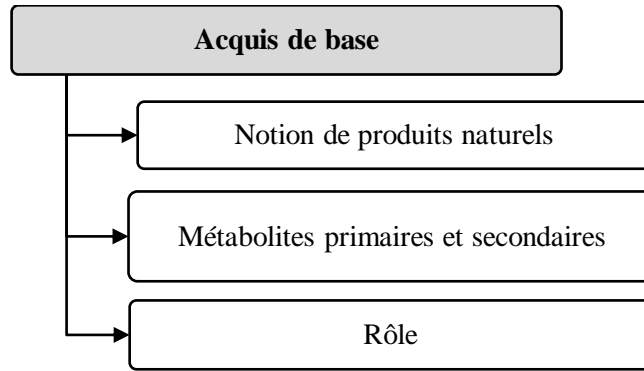 Acquis de base
Notion de produits naturels
Métabolites primaires et secondaires
Rôle